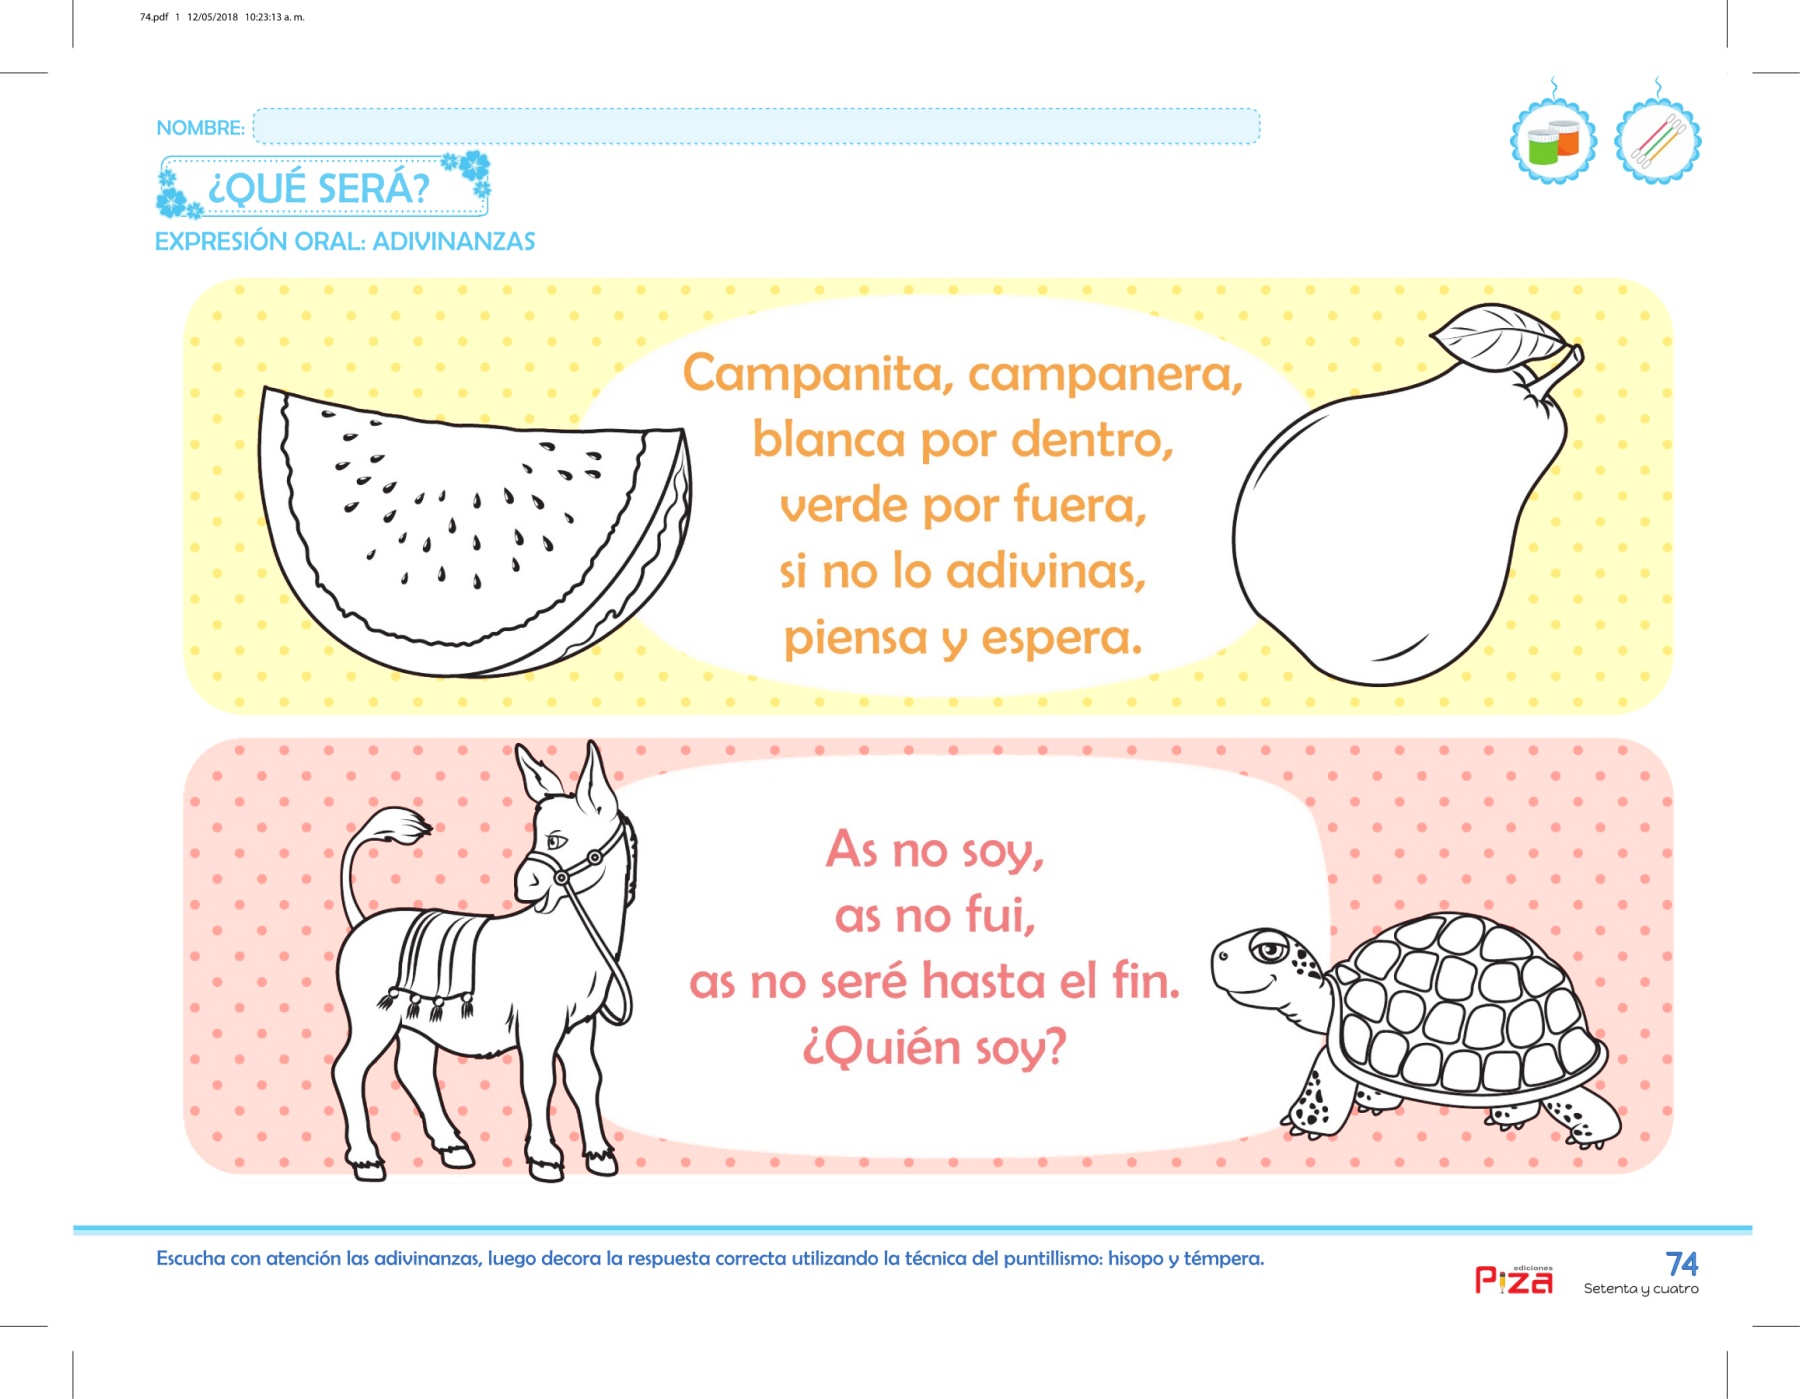 74.pdf 1 12/05/2018 10:23:13 a. m.
NOMBRE:
¿QUÉ SERÁ?
EXPRESIÓN ORAL: ADIVINANZAS
Campanita, campanera,
blanca por dentro,
verde por fuera,
si no lo adivinas,
piensa y espera.
As no soy,
as no fui,
as no seré hasta el fin.
¿Quién soy?
Escucha con atención las adivinanzas, luego decora la respuesta correcta utilizando la técnica del puntillismo: hisopo y témpera.
ediciones
Piza
74
Setenta y cuatro